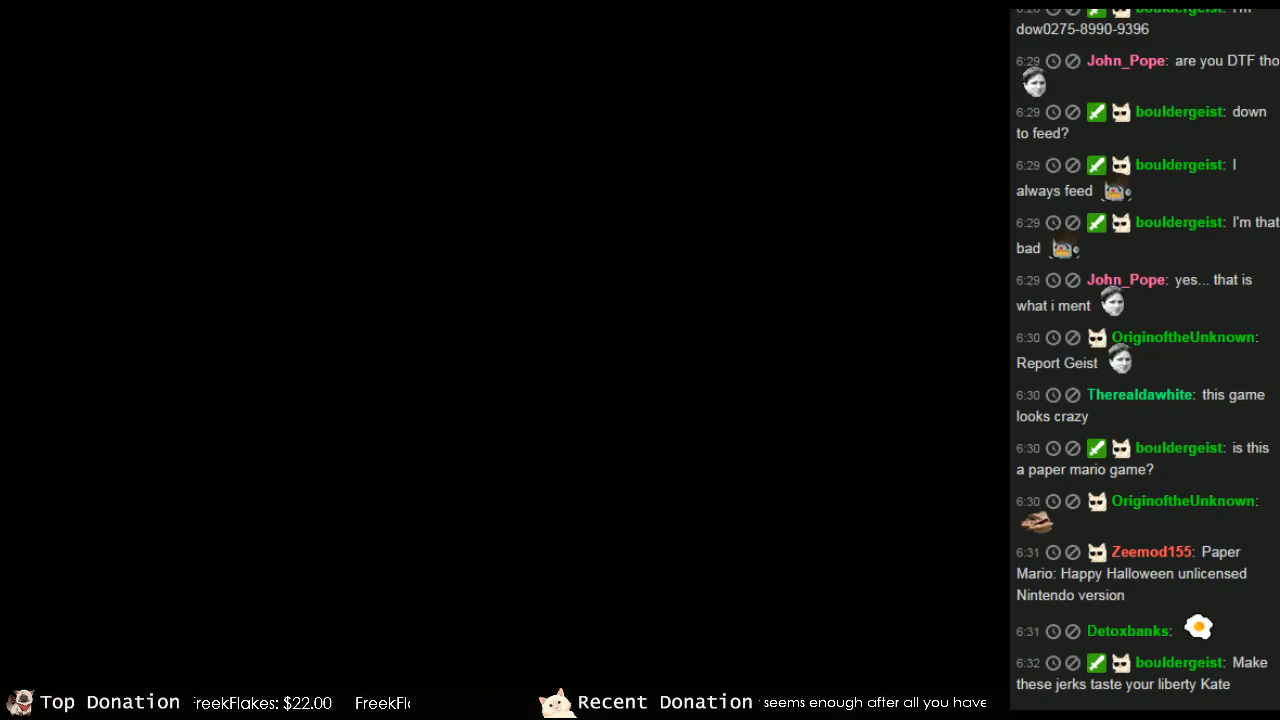 dow0275-8990-9396
6:29 John_Pope: are you DTF tho
6:29 bouldergeist: down
to feed?
6:29 bouldergeist: I
always feed
6:29 bouldergeist: I'm that
bad
6:29 John_Pope: yes... that is
what i ment
6:30 OriginoftheUnknown:
Report Geist
6:30 Therealdawhite: this game
looks crazy
6:30 bouldergeist: is this
a paper mario game?
6:30 OriginoftheUnknown:
6:31 Zeemod155: Paper
Mario: Happy Halloween unlicensed
Nintendo version
6:31 Detoxbanks:
6:32 bouldergeist: Make
these jerks taste your liberty Kate
Top Donation reekFlakes: $22.00 FreekFl
Recent Donation seems enough after all you have